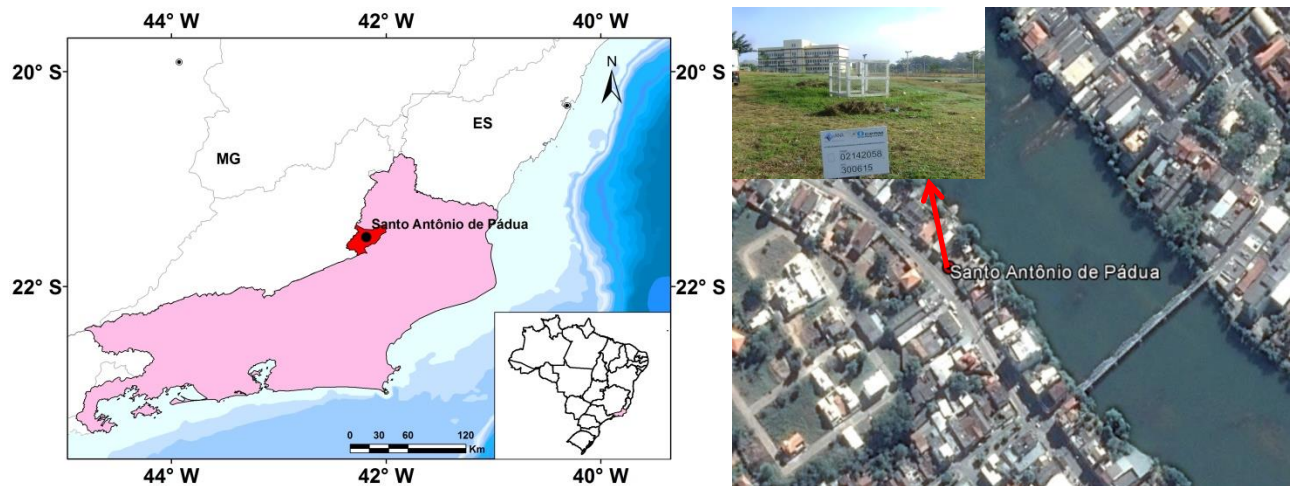 44° W
42° W
40° W
20° S
20° S
N
ES
MG
Santo Antônio de Pádua
22° S
22° S
0
30
60
120
Km
44° W
42° W
40° W
02142058
300615
Santo Antônio de Pádua